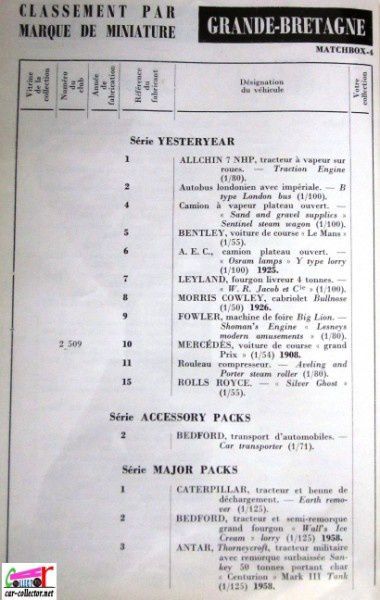 CLASSEMENT PAR
MARQUE DE MINIATURE
GRANDE-BRETAGNE
MATCHBOX-4
Vitrine de la collection
Numéro du club
Année de fabrication
Référence du fabricant
Désignation du véhicule
Votre collection
Série YESTERYEAR
1 ALLCHIN 7 NHP, tracteur à vapeur sur
roues. — Traction Engine
(1/80).
2 Autobus londonien avec impériale. — B
type London bus (1/100).
4 Camion à vapeur plateau ouvert. —
« Sand and gravel supplies »
Sentinel steam wagon (1/100).
5 BENTLEY, voiture de course « Le Mans »
(1/55).
6 A. E. C., camion plateau ouvert. —
« Osram lamps » Y type lorry
(1/100) 1925.
7 LEYLAND, fourgon livreur 4 tonnes. —
« W. R. Jacob et Cie » (1/100).
8 MORRIS COWLEY, cabriolet Bullnose
(1/50) 1926.
9 FOWLER, machine de foire Big Lion. —
Shoman's Engine « Lesneys
modern amusements » (1/80).
2 509 10 MERCÉDÈS, voiture de course « grand
Prix » (1/54) 1908.
11 Rouleau compresseur. — Aveling and
Porter steam roller (1/80).
15 ROLLS ROYCE. — « Silver Ghost »
(1/55).
Série ACCESSORY PACKS
2 BEDFORD, transport d'automobiles. —
Car transporter (1/71).
Série MAJOR PACKS
1 CATERPILLAR, tracteur et benne de
déchargement. — Earth remo-
ver (1/125).
2 BEDFORD, tracteur et semi-remorque
grand fourgon « Wall's Ice
Cream » lorry (1/125) 1958.
3 ANTAR, Thorneycroft, tracteur militaire
avec remorque surbaissée San-
key 50 tonnes portant char
« Centurion » Mark III Tank
(1/125) 1958.
car-collector.net